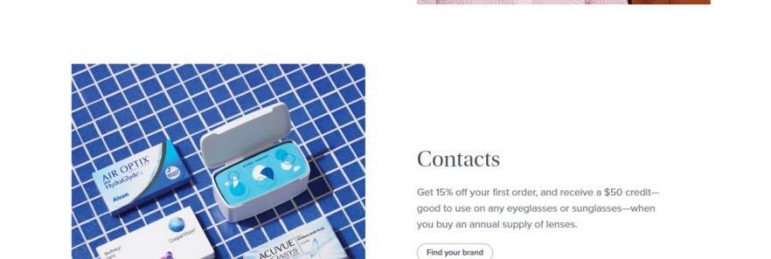 Contacts
Get 15% off your first order, and receive a $50 credit—
good to use on any eyeglasses or sunglasses—when
you buy an annual supply of lenses.
Find your brand
AIR OPTIX
HydraGlyde
Alcon
CooperVision
ACUVUE